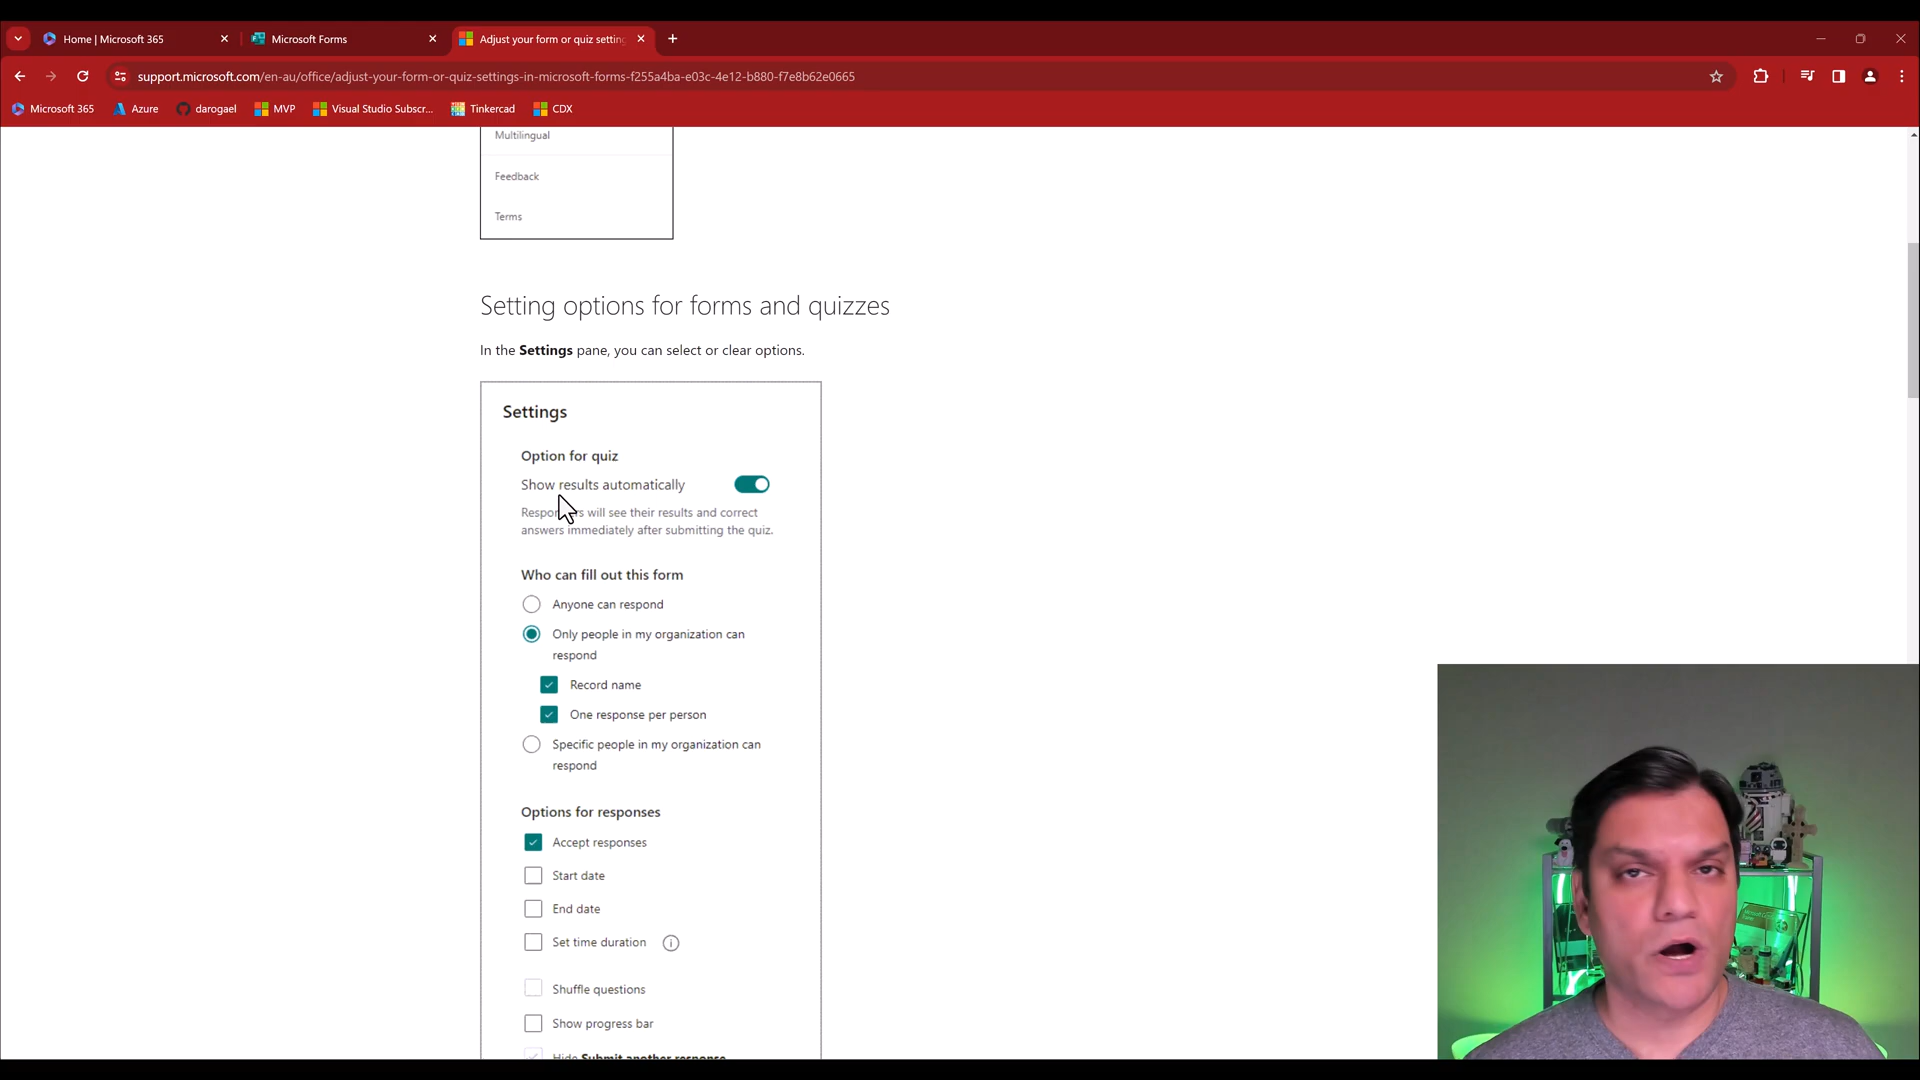 Home | Microsoft 365
Microsoft Forms
Adjust your form or quiz settin
support.microsoft.com/en-au/office/adjust-your-form-or-quiz-settings-in-microsoft-forms-f255a4ba-e03c-4e12-b880-f7e8b62e0665
Microsoft 365 Azure darogael MVP Visual Studio Subscr... Tinkercad CDX
Multilingual
Feedback
Terms
Setting options for forms and quizzes
In the Settings pane, you can select or clear options.
Settings
Option for quiz
Show results automatically
will see their results and correct
answers immediately after submitting the quiz.
Who can fill out this form
Anyone can respond
Only people in my organization can
respond
Record name
One response per person
Specific people in my organization can
respond
Options for responses
Accept responses
Start date
End date
Set time duration
Shuffle questions
Show progress bar
Hide Submit another response